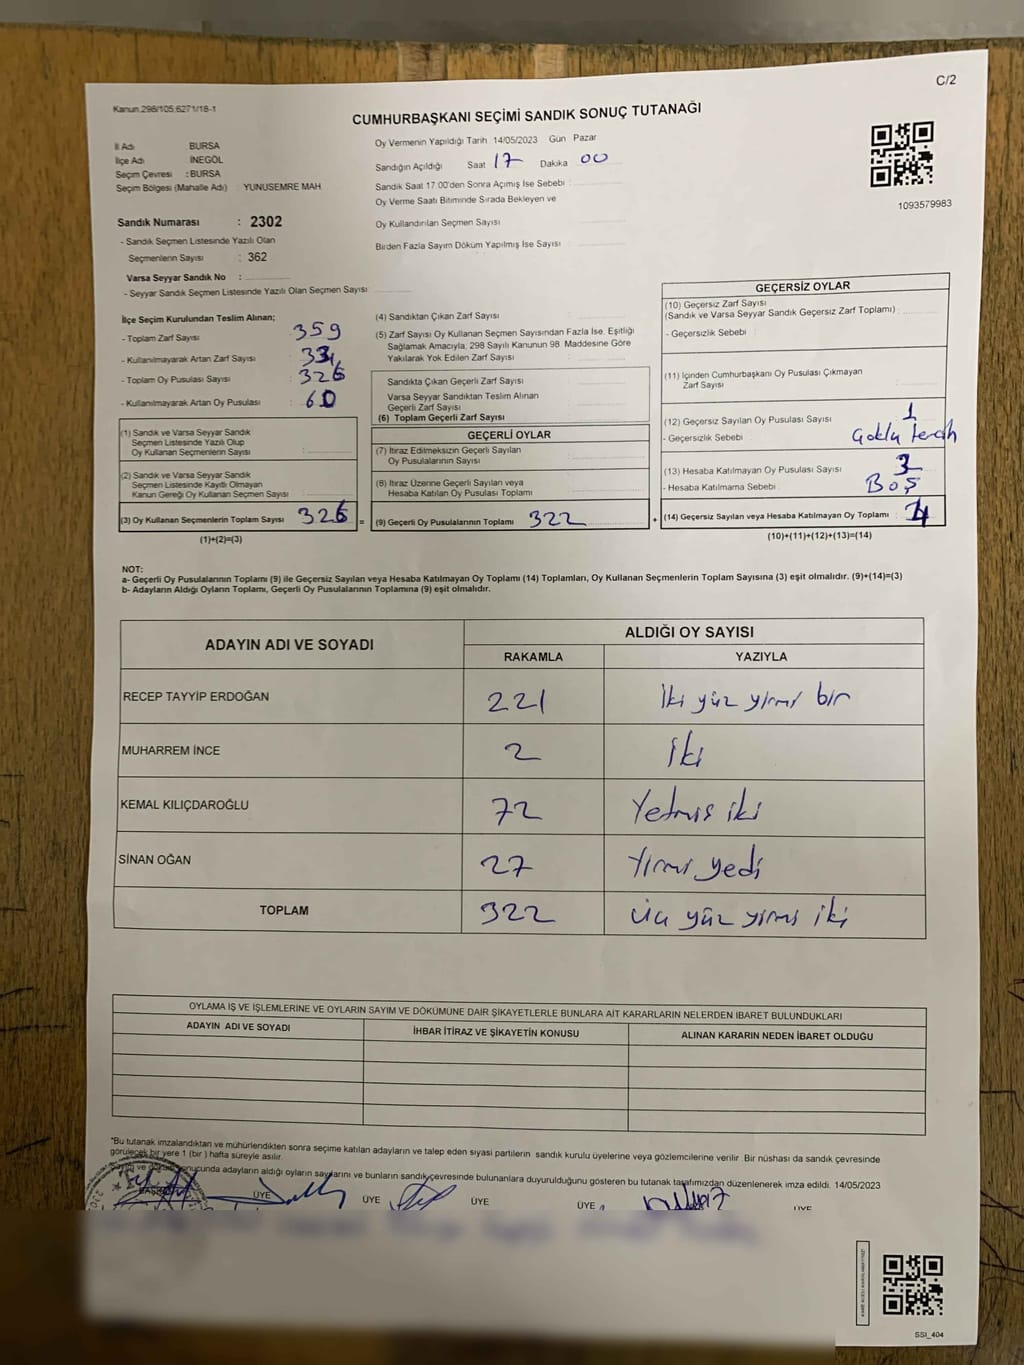 Kanun.298/105.6271/18-1
C/2
CUMHURBAŞKANI SEÇİMİ SANDIK SONUÇ TUTANAĞI
İl Adı BURSA
İlçe Adı İNEGÖL
Seçim Çevresi : BURSA
Seçim Bölgesi (Mahalle Adı) YUNUSEMRE MAH
Sandık Numarası : 2302
- Sandık Seçmen Listesinde Yazılı Olan
Seçmenlerin Sayısı : 362
Varsa Seyyar Sandık No :
- Seyyar Sandık Seçmen Listesinde Yazılı Olan Seçmen Sayısı
Oy Vermenin Yapıldığı Tarih 14/05/2023 Gün Pazar
Sandığın Açıldığı Saat 17 Dakika 00
Sandık Saat 17.00'den Sonra Açımış İse Sebebi :
Oy Verme Saati Bitiminde Sırada Bekleyen ve
Oy Kullandırılan Seçmen Sayısı
Birden Fazla Sayım Döküm Yapılmış İse Sayısı
1093579983
İlçe Seçim Kurulundan Teslim Alınan;
- Toplam Zarf Sayısı : 359
- Kullanılmayarak Artan Zarf Sayısı :
- Toplam Oy Pusulası Sayısı : 326
- Kullanılmayarak Artan Oy Pusulası : 60
(1) Sandık ve Varsa Seyyar Sandık
Seçmen Listesinde Yazılı Olup
Oy Kullanan Seçmenlerin Sayısı :
(2) Sandık ve Varsa Seyyar Sandık
Seçmen Listesinde Kayıtlı Olmayan
Kanun Gereği Oy Kullanan Seçmen Sayısı :
(3) Oy Kullanan Seçmenlerin Toplam Sayısı : 326 =
(1)+(2)=(3)
(4) Sandıktan Çıkan Zarf Sayısı :
(5) Zarf Sayısı Oy Kullanan Seçmen Sayısından Fazla İse. Eşitliği
Sağlamak Amacıyla, 298 Sayılı Kanunun 98. Maddesine Göre
Yakılarak Yok Edilen Zarf Sayısı :
Sandıkta Çıkan Geçerli Zarf Sayısı :
Varsa Seyyar Sandıktan Teslim Alınan
Geçerli Zarf Sayısı :
(6) Toplam Geçerli Zarf Sayısı :
GEÇERLİ OYLAR
(7) İtiraz Edilmeksizin Geçerli Sayılan
Oy Pusulalarının Sayısı :
(8) İtiraz Üzerine Geçerli Sayılan veya
Hesaba Katılan Oy Pusulası Toplamı :
(9) Geçerli Oy Pusulalarının Toplamı : 322 +
GEÇERSİZ OYLAR
(10) Geçersiz Zarf Sayısı
(Sandık ve Varsa Seyyar Sandık Geçersiz Zarf Toplamı) :
- Geçersizlik Sebebi :
(11) İçinden Cumhurbaşkanı Oy Pusulası Çıkmayan
Zarf Sayısı :
(12) Geçersiz Sayılan Oy Pusulası Sayısı : 1
- Geçersizlik Sebebi : Çoklu tercih
(13) Hesaba Katılmayan Oy Pusulası Sayısı : 3
- Hesaba Katılmama Sebebi : Boş
(14) Geçersiz Sayılan veya Hesaba Katılmayan Oy Toplamı : 4
(10)+(11)+(12)+(13)=(14)
NOT:
a- Geçerli Oy Pusulalarının Toplamı (9) ile Geçersiz Sayılan veya Hesaba Katılmayan Oy Toplamı (14) Toplamları, Oy Kullanan Seçmenlerin Toplam Sayısına (3) eşit olmalıdır. (9)+(14)=(3)
b- Adayların Aldığı Oyların Toplamı, Geçerli Oy Pusulalarının Toplamına (9) eşit olmalıdır.
ADAYIN ADI VE SOYADI ALDIĞI OY SAYISI
RAKAMLA YAZIYLA
RECEP TAYYİP ERDOĞAN 221 İki yüz yirmi bir
MUHARREM İNCE 2 İki
KEMAL KILIÇDAROĞLU 72 Yetmiş iki
SİNAN OĞAN 27 Yirmi yedi
TOPLAM 322 Üç yüz yirmi iki
OYLAMA İŞ VE İŞLEMLERİNE VE OYLARIN SAYIM VE DÖKÜMÜNE DAİR ŞİKAYETLERLE BUNLARA AİT KARARLARIN NELERDEN İBARET BULUNDUKLARI
ADAYIN ADI VE SOYADI İHBAR İTİRAZ VE ŞİKAYETİN KONUSU ALINAN KARARIN NEDEN İBARET OLDUĞU
*Bu tutanak imzalandıktan ve mühürlendikten sonra seçime katılan adayların ve talep eden siyasi partilerin sandık kurulu üyelerine veya gözlemcilerine verilir. Bir nüshası da sandık çevresinde
görülecek bir yere 1 (bir) hafta süreyle asılır.
ve sonucunda adayların aldığı oyların sayılarını ve bunların sandık çevresinde bulunanlara duyurulduğunu gösteren bu tutanak tarafımızdan düzenlenerek imza edildi. 14/05/2023
BAŞKAN ÜYE ÜYE ÜYE ÜYE ÜYE
SSI_404